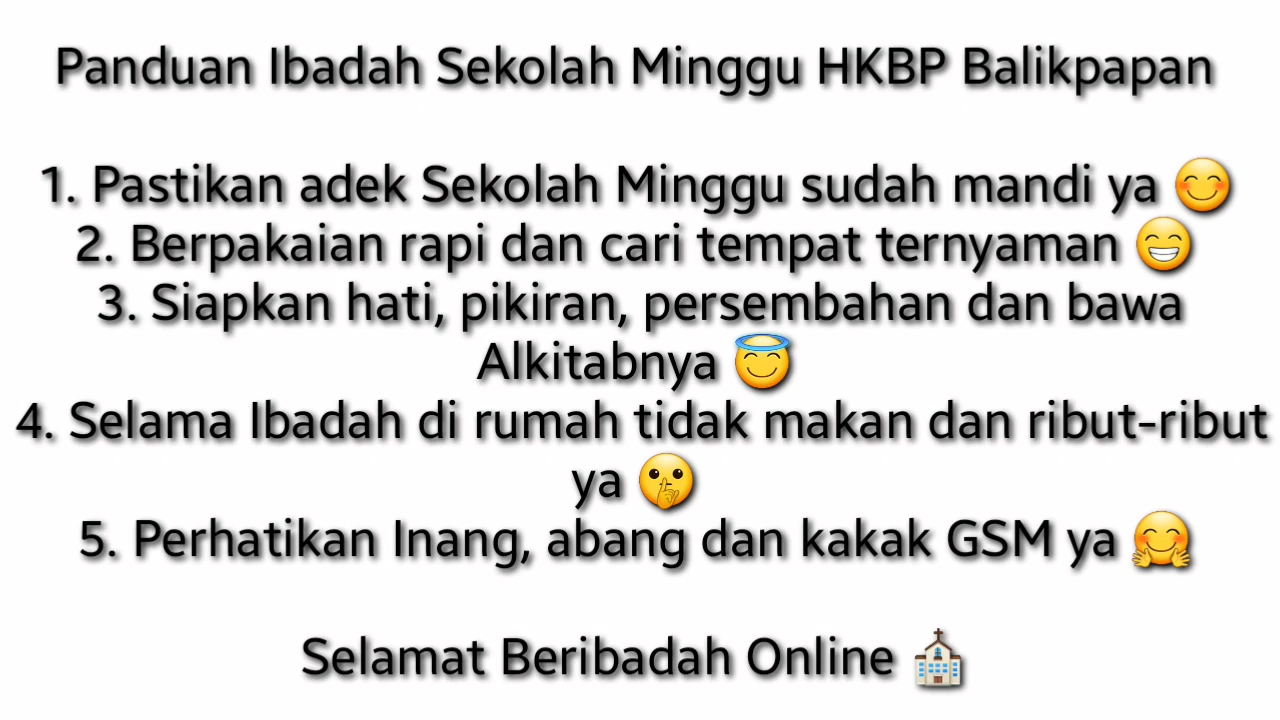 Panduan Ibadah Sekolah Minggu HKBP Balikpapan
1. Pastikan adek Sekolah Minggu sudah mandi ya 😊
2. Berpakaian rapi dan cari tempat ternyaman 😁
3. Siapkan hati, pikiran, persembahan dan bawa
Alkitabnya 😇
4. Selama Ibadah di rumah tidak makan dan ribut-ribut
ya 🤫
5. Perhatikan Inang, abang dan kakak GSM ya 🤗
Selamat Beribadah Online ⛪